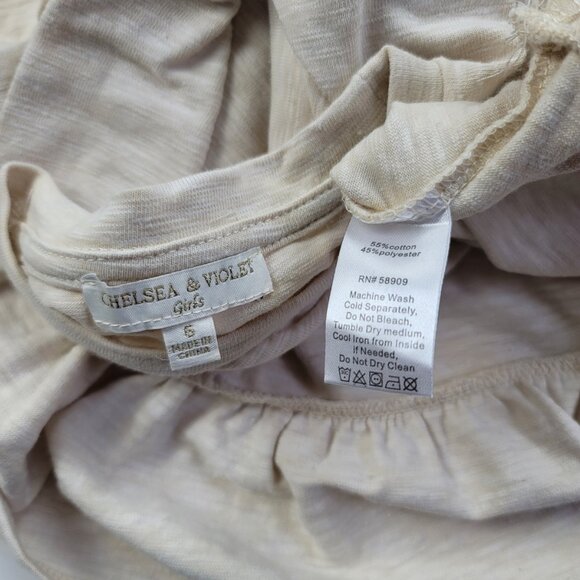 CHELSEA & VIOLET
Girls
6
MADE IN
CHINA
55%cotton
45%polyester
RN# 58909
Machine Wash
Cold Separately,
Do Not Bleach,
Tumble Dry medium,
Cool Iron from Inside
if Needed,
Do Not Dry Clean